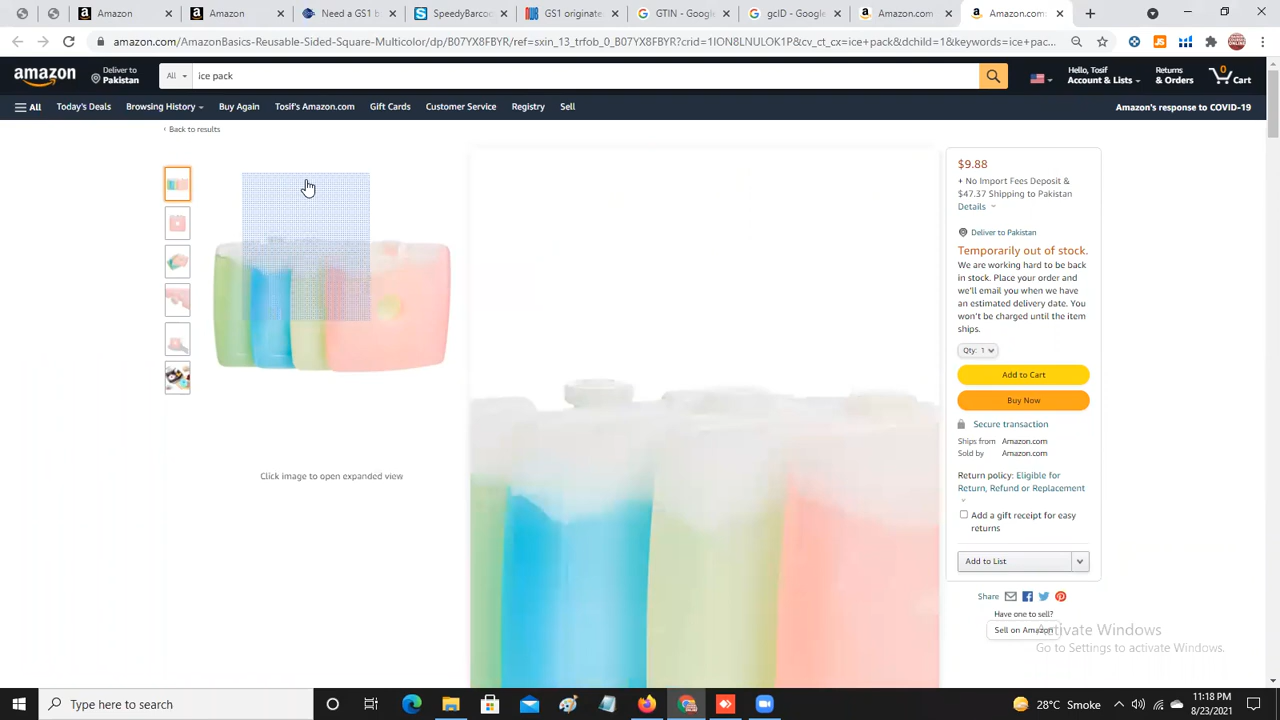 Amazon.com
Amazon.com
Need a GS1 b
SpeedyBarco
GS1 originate
GTIN - Google
gcID - Google
Amazon.com
Amazon.com
amazon.com/AmazonBasics-Reusable-Sided-Square-Multicolor/dp/B07YX8FBYR/ref=sxin_13_trfob_0_B07YX8FBYR?crid=1ION8LNULOK1P&cy_ct_cx=ice+pack&dchild=1&keywords=ice+pac...
amazon
Deliver to
Pakistan
All
ice pack
Hello, Tosif
Account & Lists
Returns
& Orders
0
Cart
All
Today's Deals
Browsing History
Buy Again
Tosif's Amazon.com
Gift Cards
Customer Service
Registry
Sell
Amazon's response to COVID-19
‹ Back to results
Click image to open expanded view
$9.88
+ No Import Fees Deposit &
$47.37 Shipping to Pakistan
Details
Deliver to Pakistan
Temporarily out of stock.
We are working hard to be back
in stock. Place your order and
we'll email you when we have
an estimated delivery date. You
won't be charged until the item
ships.
Qty: 1
Add to Cart
Buy Now
Secure transaction
Ships from Amazon.com
Sold by Amazon.com
Return policy: Eligible for
Return, Refund or Replacement
Add a gift receipt for easy
returns
Add to List
Share
Have one to sell?
Sell on Amazon
Activate Windows
Go to Settings to activate Windows.
Type here to search
28°C Smoke
11:18 PM
8/23/2021